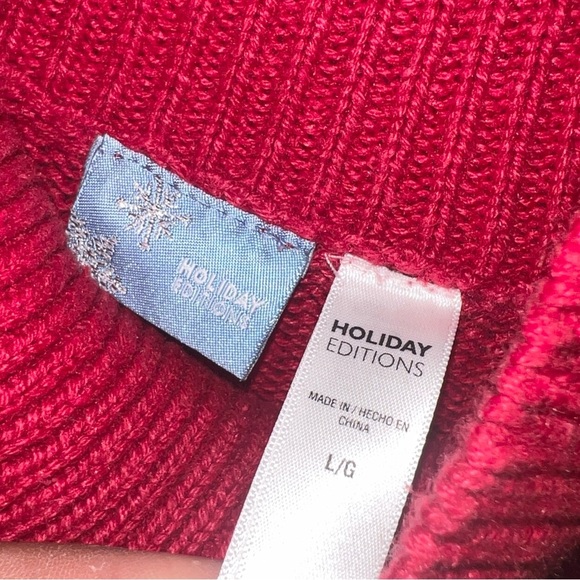 HOLIDAY
EDITIONS
HOLIDAY
EDITIONS
MADE IN / HECHO EN
CHINA
L/G